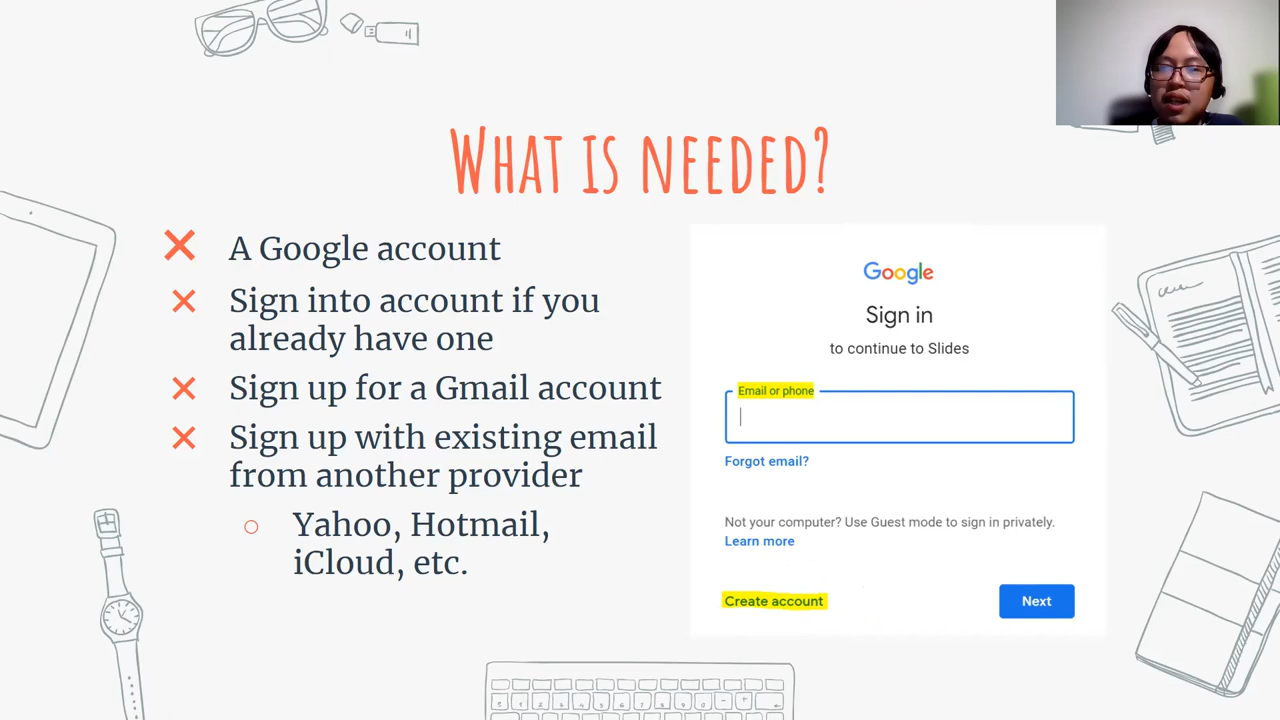 What is needed?
A Google account
Sign into account if you
already have one
Sign up for a Gmail account
Sign up with existing email
from another provider
Yahoo, Hotmail,
iCloud, etc.
Google
Sign in
to continue to Slides
Email or phone
Forgot email?
Not your computer? Use Guest mode to sign in privately.
Learn more
Create account
Next